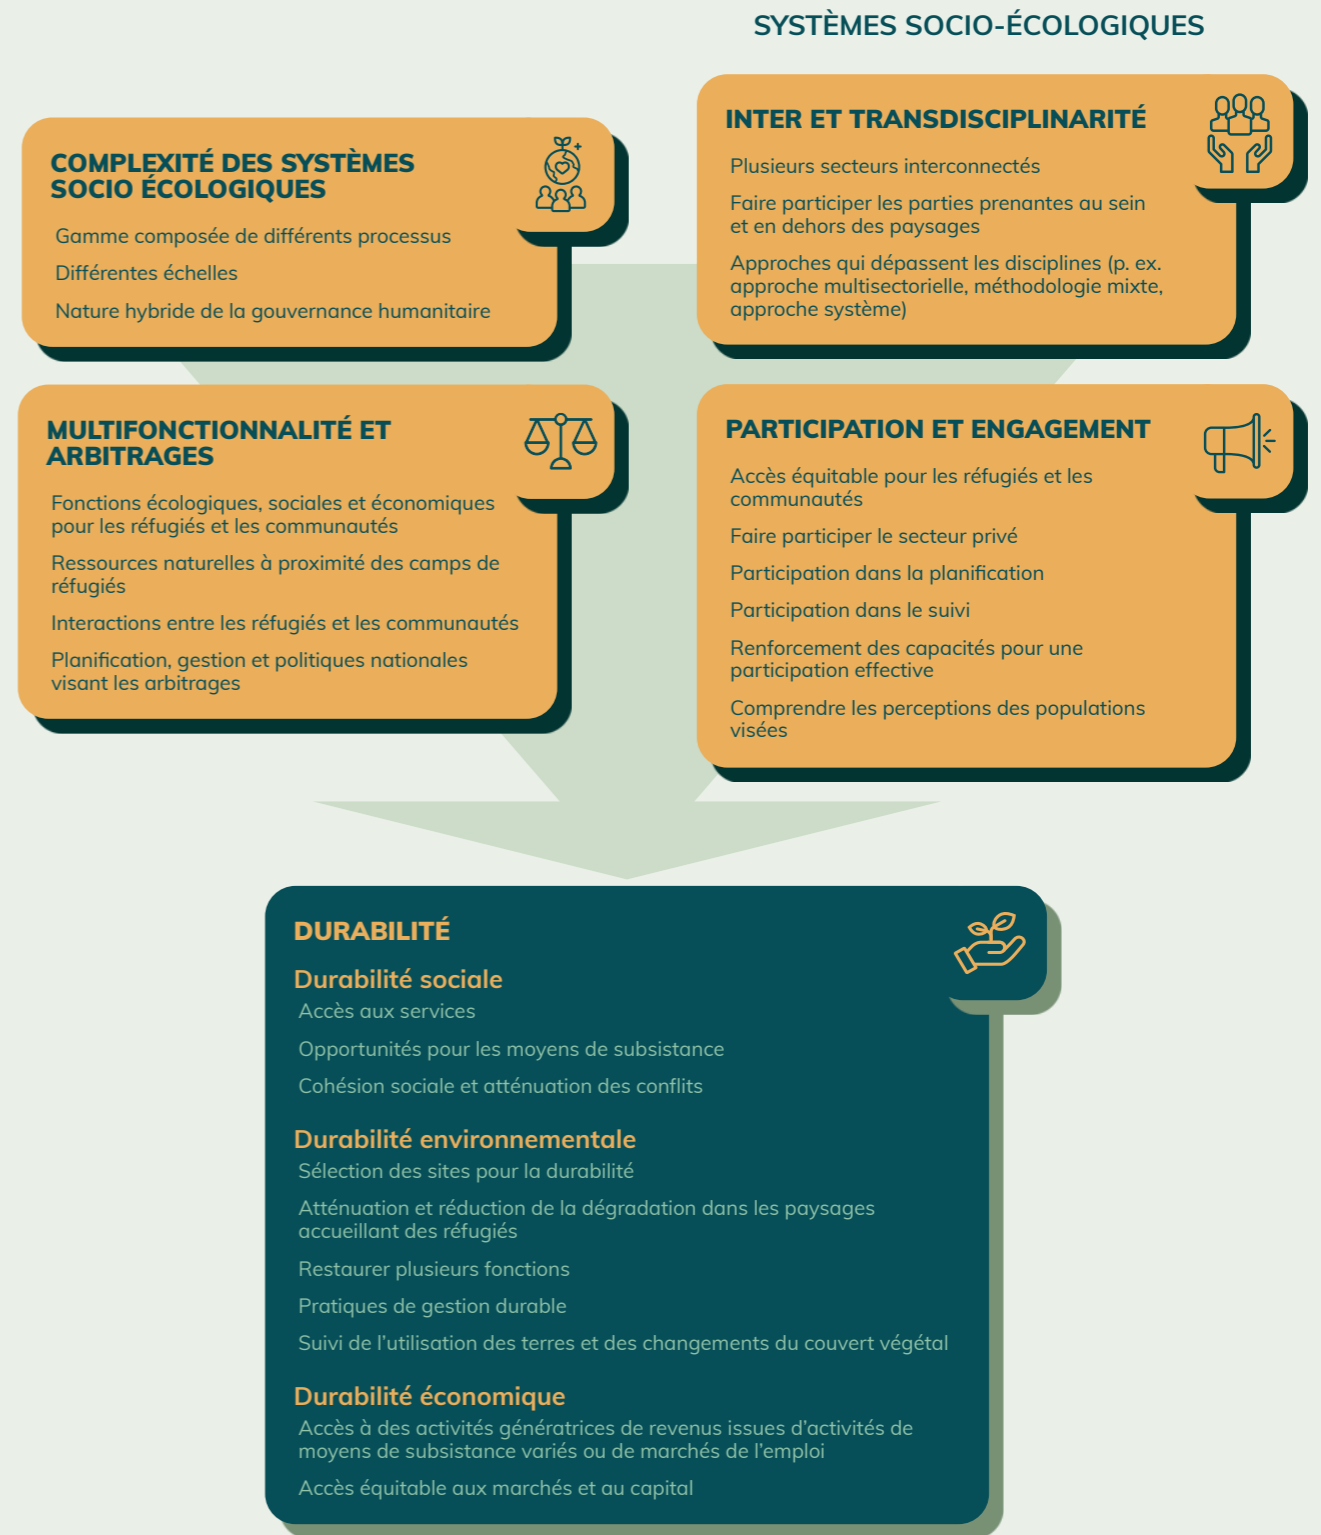 SYSTÈMES SOCIO-ÉCOLOGIQUES
COMPLEXITÉ DES SYSTÈMES
SOCIO ÉCOLOGIQUES
Gamme composée de différents processus
Différentes échelles
Nature hybride de la gouvernance humanitaire
INTER ET TRANSDISCIPLINARITÉ
Plusieurs secteurs interconnectés
Faire participer les parties prenantes au sein
et en dehors des paysages
Approches qui dépassent les disciplines (p. ex.
approche multisectorielle, méthodologie mixte,
approche système)
MULTIFONCTIONNALITÉ ET
ARBITRAGES
Fonctions écologiques, sociales et économiques
pour les réfugiés et les communautés
Ressources naturelles à proximité des camps de
réfugiés
Interactions entre les réfugiés et les communautés
Planification, gestion et politiques nationales
visant les arbitrages
PARTICIPATION ET ENGAGEMENT
Accès équitable pour les réfugiés et les
communautés
Faire participer le secteur privé
Participation dans la planification
Participation dans le suivi
Renforcement des capacités pour une
participation effective
Comprendre les perceptions des populations
visées
DURABILITÉ
Durabilité sociale
Accès aux services
Opportunités pour les moyens de subsistance
Cohésion sociale et atténuation des conflits
Durabilité environnementale
Sélection des sites pour la durabilité
Atténuation et réduction de la dégradation dans les paysages
accueillant des réfugiés
Restaurer plusieurs fonctions
Pratiques de gestion durable
Suivi de l’utilisation des terres et des changements du couvert végétal
Durabilité économique
Accès à des activités génératrices de revenus issues d’activités de
moyens de subsistance variés ou de marchés de l’emploi
Accès équitable aux marchés et au capital